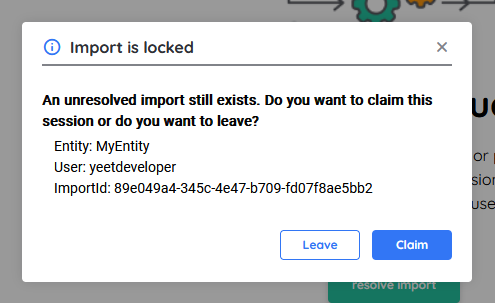 Import is locked
An unresolved import still exists. Do you want to claim this
session or do you want to leave?
Entity: MyEntity
User: yeetdeveloper
ImportId: 89e049a4-345c-4e47-b709-fd07f8ae5bb2
Leave
Claim
resolve import